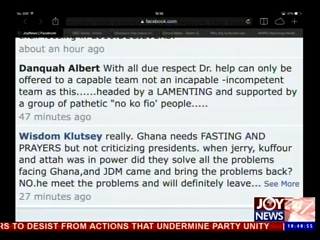 facebook.com
about an hour ago
Danquah Albert With all due respect Dr. help can only be
offered to a capable team not an incapable -incompetent
team as this......headed by a LAMENTING and supported by
a group of pathetic "no ko fio' people.....
47 minutes ago
Wisdom Klutsey really. Ghana needs FASTING AND
PRAYERS but not criticizing presidents. when jerry, kuffour
and attah was in power did they solve all the problems
facing Ghana,and JDM came and bring the problems back?
NO.he meet the problems and will definitely leave... See More
27 minutes ago
JOY
NEWS
RS TO DESIST FROM ACTIONS THAT UNDERMINE PARTY UNITY
18:48:55